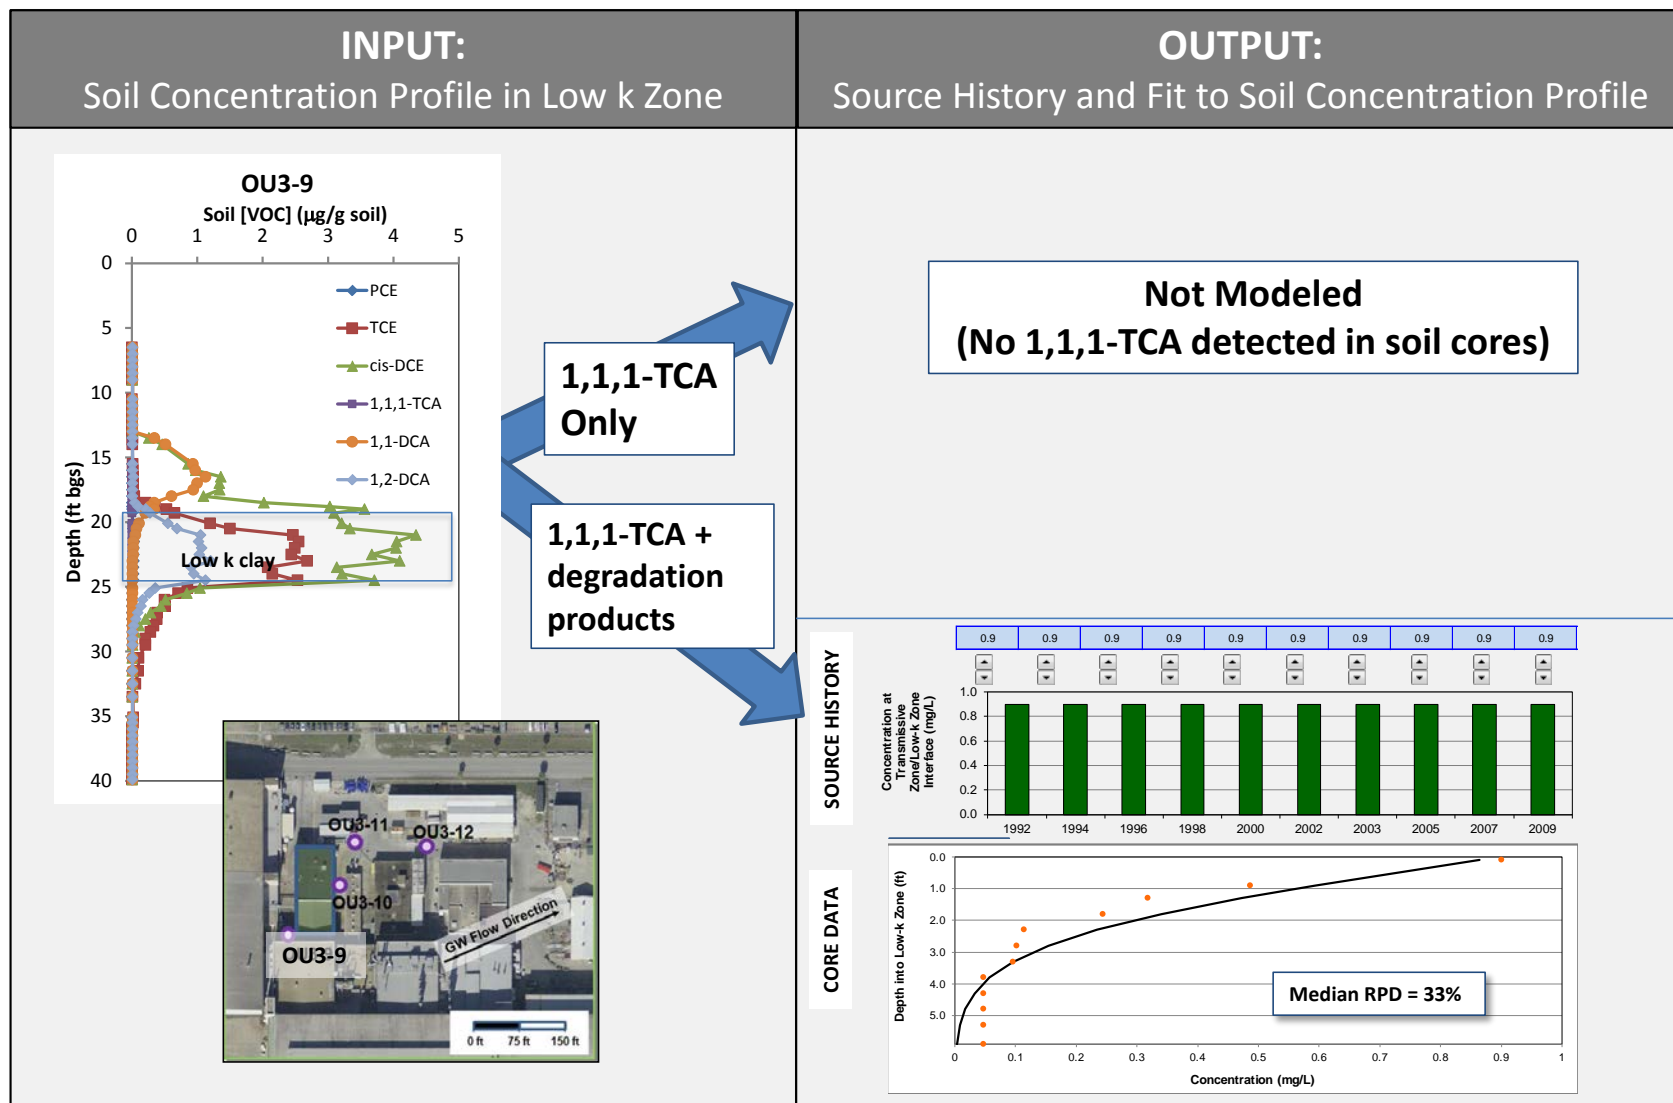 INPUT:
Soil Concentration Profile in Low k Zone
OUTPUT:
Source History and Fit to Soil Concentration Profile
OU3-9
Soil [VOC] (µg/g soil)
0 1 2 3 4 5
0
5
10
15
20
25
30
35
40
Depth (ft bgs)
PCE
TCE
cis-DCE
1,1,1-TCA
1,1-DCA
1,2-DCA
Low k clay
1,1,1-TCA
Only
1,1,1-TCA +
degradation
products
OU3-11
OU3-12
OU3-10
OU3-9
GW Flow Direction
0 ft 75 ft 150 ft
Not Modeled
(No 1,1,1-TCA detected in soil cores)
SOURCE HISTORY
0.9 0.9 0.9 0.9 0.9 0.9 0.9 0.9 0.9 0.9
Concentration at
Transmissive
Zone/Low-k Zone
Interface (mg/L)
1.0
0.8
0.6
0.4
0.2
0.0
1992 1994 1996 1998 2000 2002 2003 2005 2007 2009
CORE DATA
Depth into Low-k Zone (ft)
0.0
1.0
2.0
3.0
4.0
5.0
Median RPD = 33%
0 0.1 0.2 0.3 0.4 0.5 0.6 0.7 0.8 0.9 1
Concentration (mg/L)